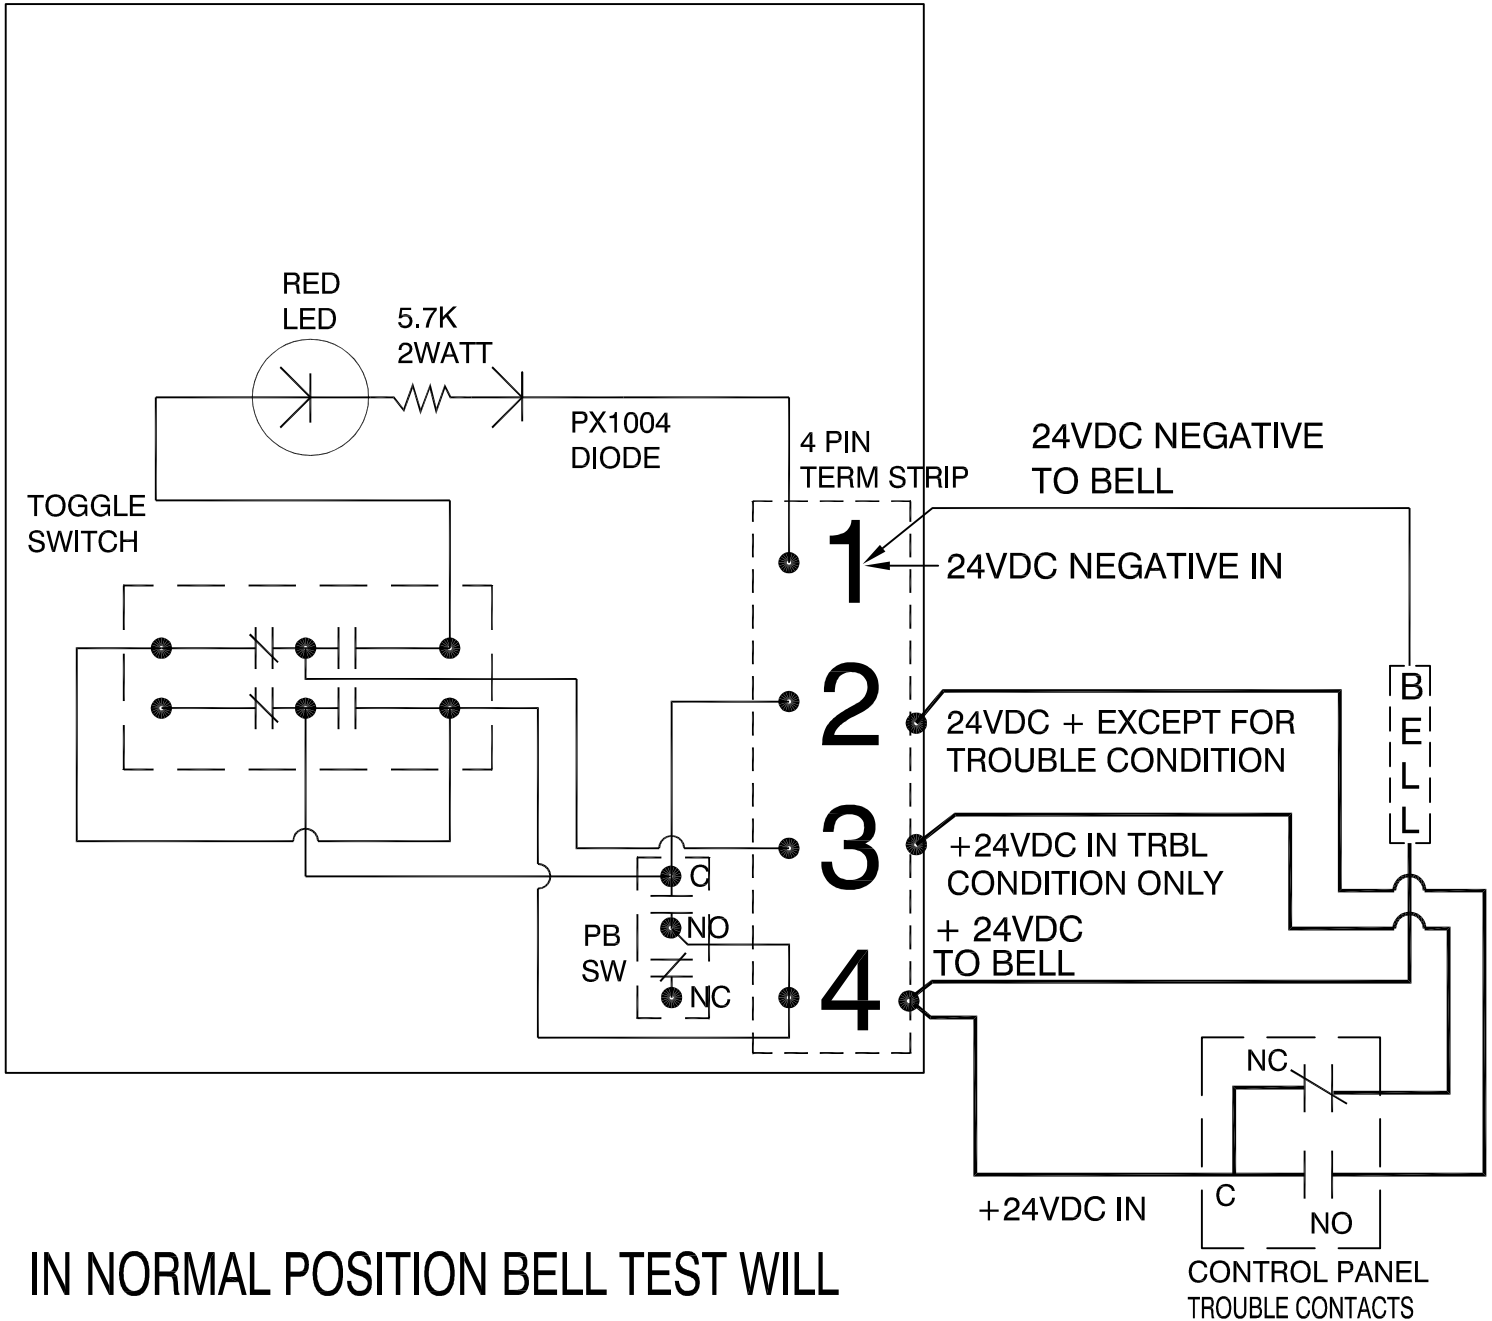 RED
LED
5.7K
2WATT
PX1004
DIODE
4 PIN
TERM STRIP
24VDC NEGATIVE
TO BELL
TOGGLE
SWITCH
1
24VDC NEGATIVE IN
2
24VDC + EXCEPT FOR
TROUBLE CONDITION
B
E
L
L
3
+24VDC IN TRBL
CONDITION ONLY
C
NO
PB
SW
NC
4
+ 24VDC
TO BELL
NC
C
NO
+24VDC IN
CONTROL PANEL
TROUBLE CONTACTS
IN NORMAL POSITION BELL TEST WILL